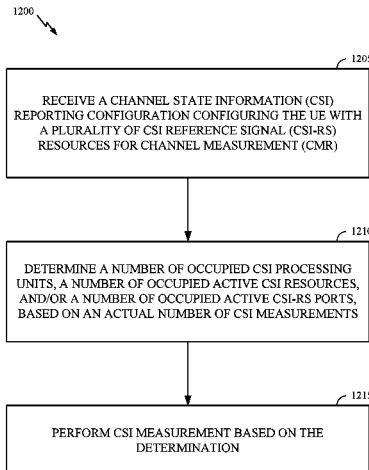 1200
1205
RECEIVE A CHANNEL STATE INFORMATION (CSI)
REPORTING CONFIGURATION CONFIGURING THE UE WITH
A PLURALITY OF CSI REFERENCE SIGNAL (CSI-RS)
RESOURCES FOR CHANNEL MEASUREMENT (CMR)
1210
DETERMINE A NUMBER OF OCCUPIED CSI PROCESSING
UNITS, A NUMBER OF OCCUPIED ACTIVE CSI RESOURCES,
AND/OR A NUMBER OF OCCUPIED ACTIVE CSI-RS PORTS,
BASED ON AN ACTUAL NUMBER OF CSI MEASUREMENTS
1215
PERFORM CSI MEASUREMENT BASED ON THE
DETERMINATION